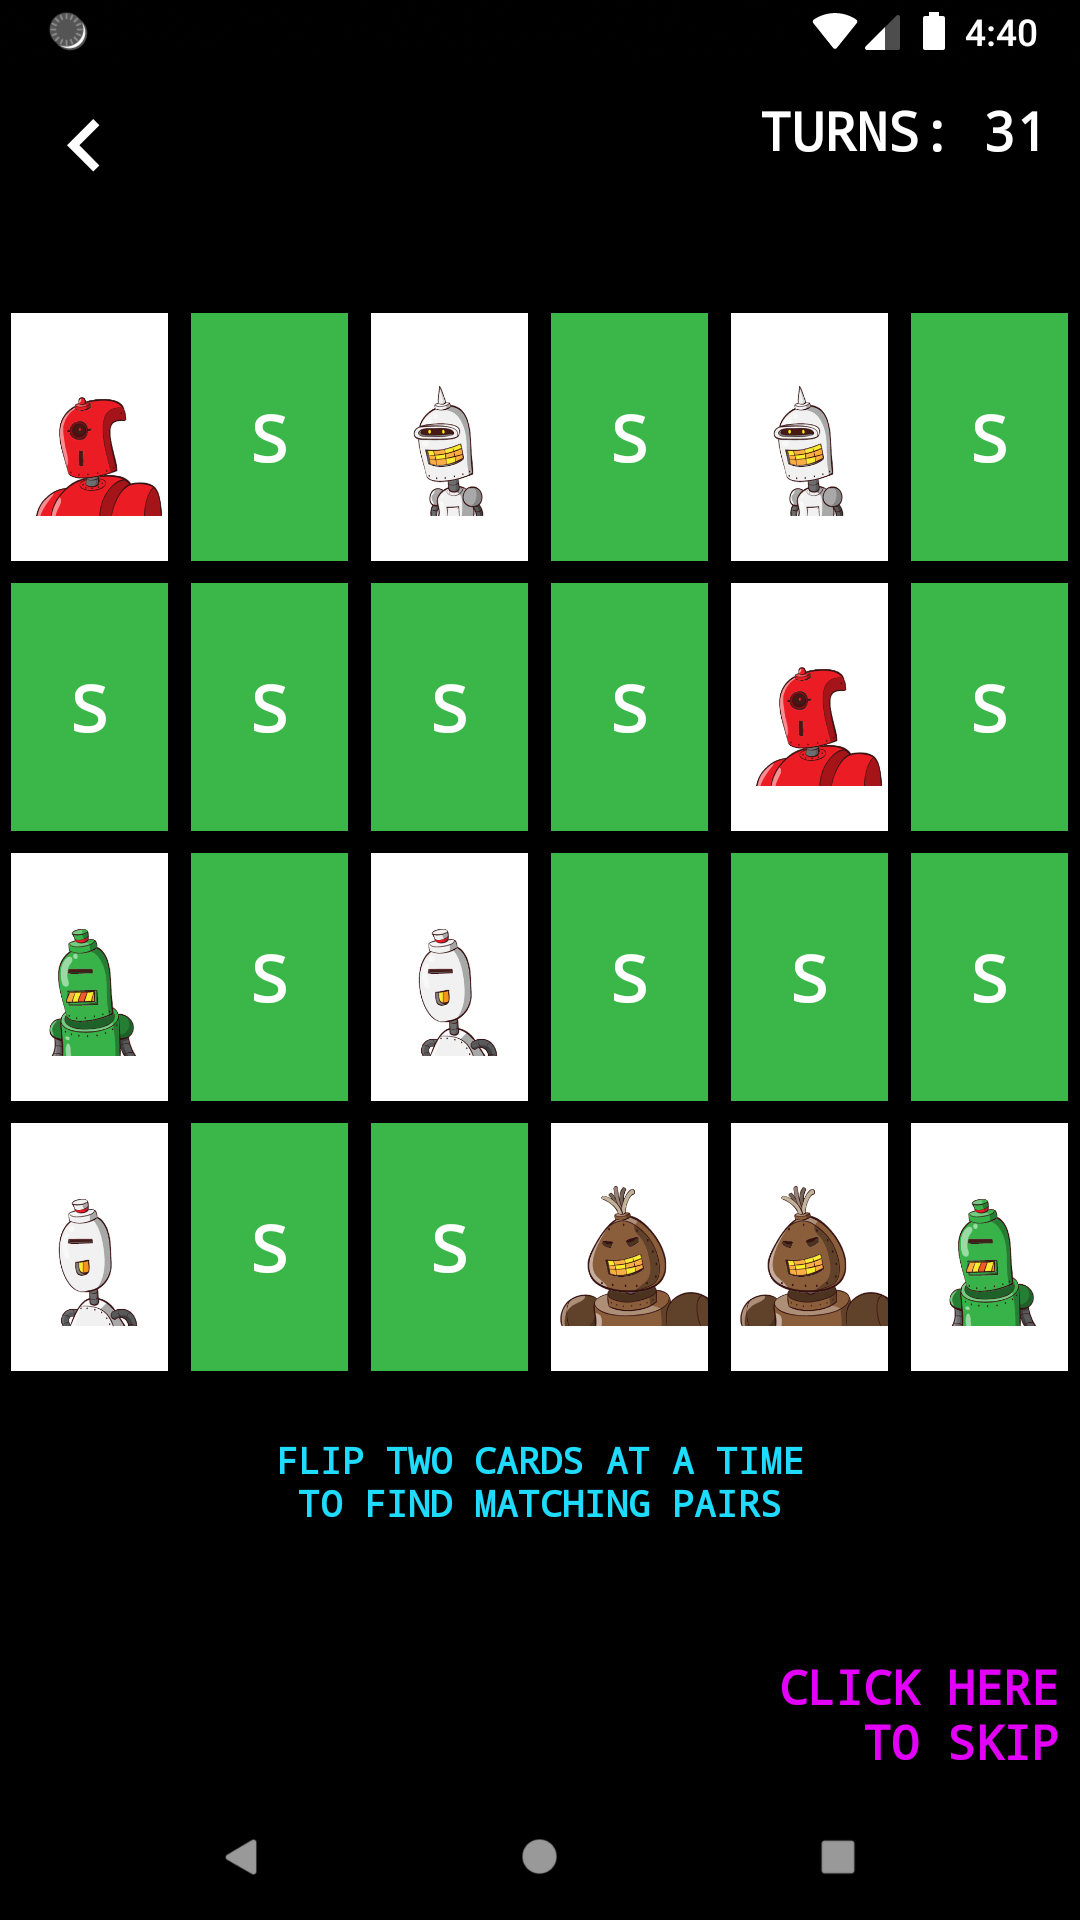 4:40
TURNS: 31
S S S
S S S S S
S S S S
S S
FLIP TWO CARDS AT A TIME
TO FIND MATCHING PAIRS
CLICK HERE
TO SKIP